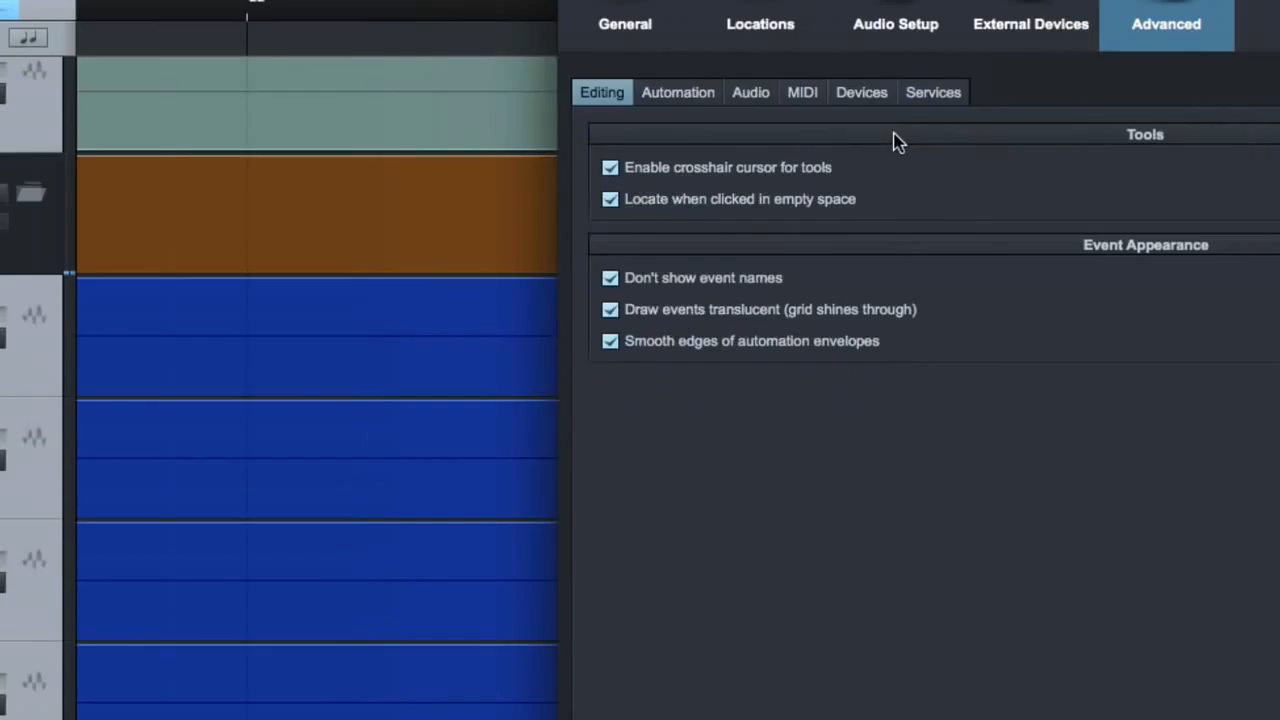 General Locations Audio Setup External Devices Advanced
Editing Automation Audio MIDI Devices Services
Tools
Enable crosshair cursor for tools
Locate when clicked in empty space
Event Appearance
Don't show event names
Draw events translucent (grid shines through)
Smooth edges of automation envelopes